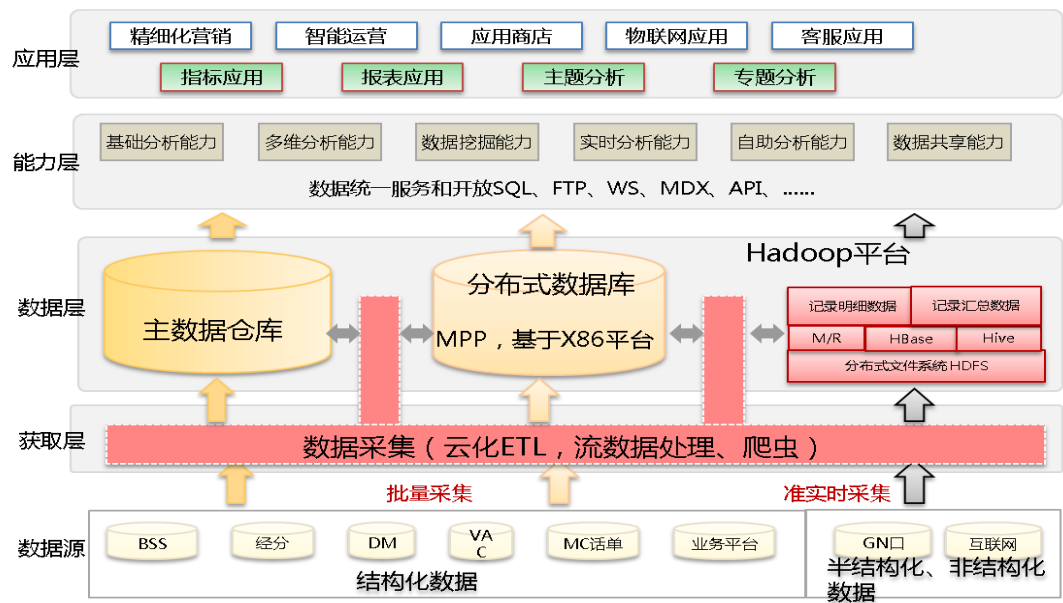 应用层
精细化营销
智能运营
应用商店
物联网应用
客服应用
指标应用
报表应用
主题分析
专题分析
能力层
基础分析能力
多维分析能力
数据挖掘能力
实时分析能力
自助分析能力
数据共享能力
数据统一服务和开放SQL、FTP、WS、MDX、API、……
数据层
主数据仓库
分布式数据库
MPP，基于X86平台
Hadoop平台
记录明细数据
记录汇总数据
M/R
HBase
Hive
分布式文件系统HDFS
获取层
数据采集（云化ETL，流数据处理、爬虫）
批量采集
准实时采集
数据源
BSS
经分
DM
VA
C
MC话单
业务平台
结构化数据
GN口
互联网
半结构化、非结构化
数据